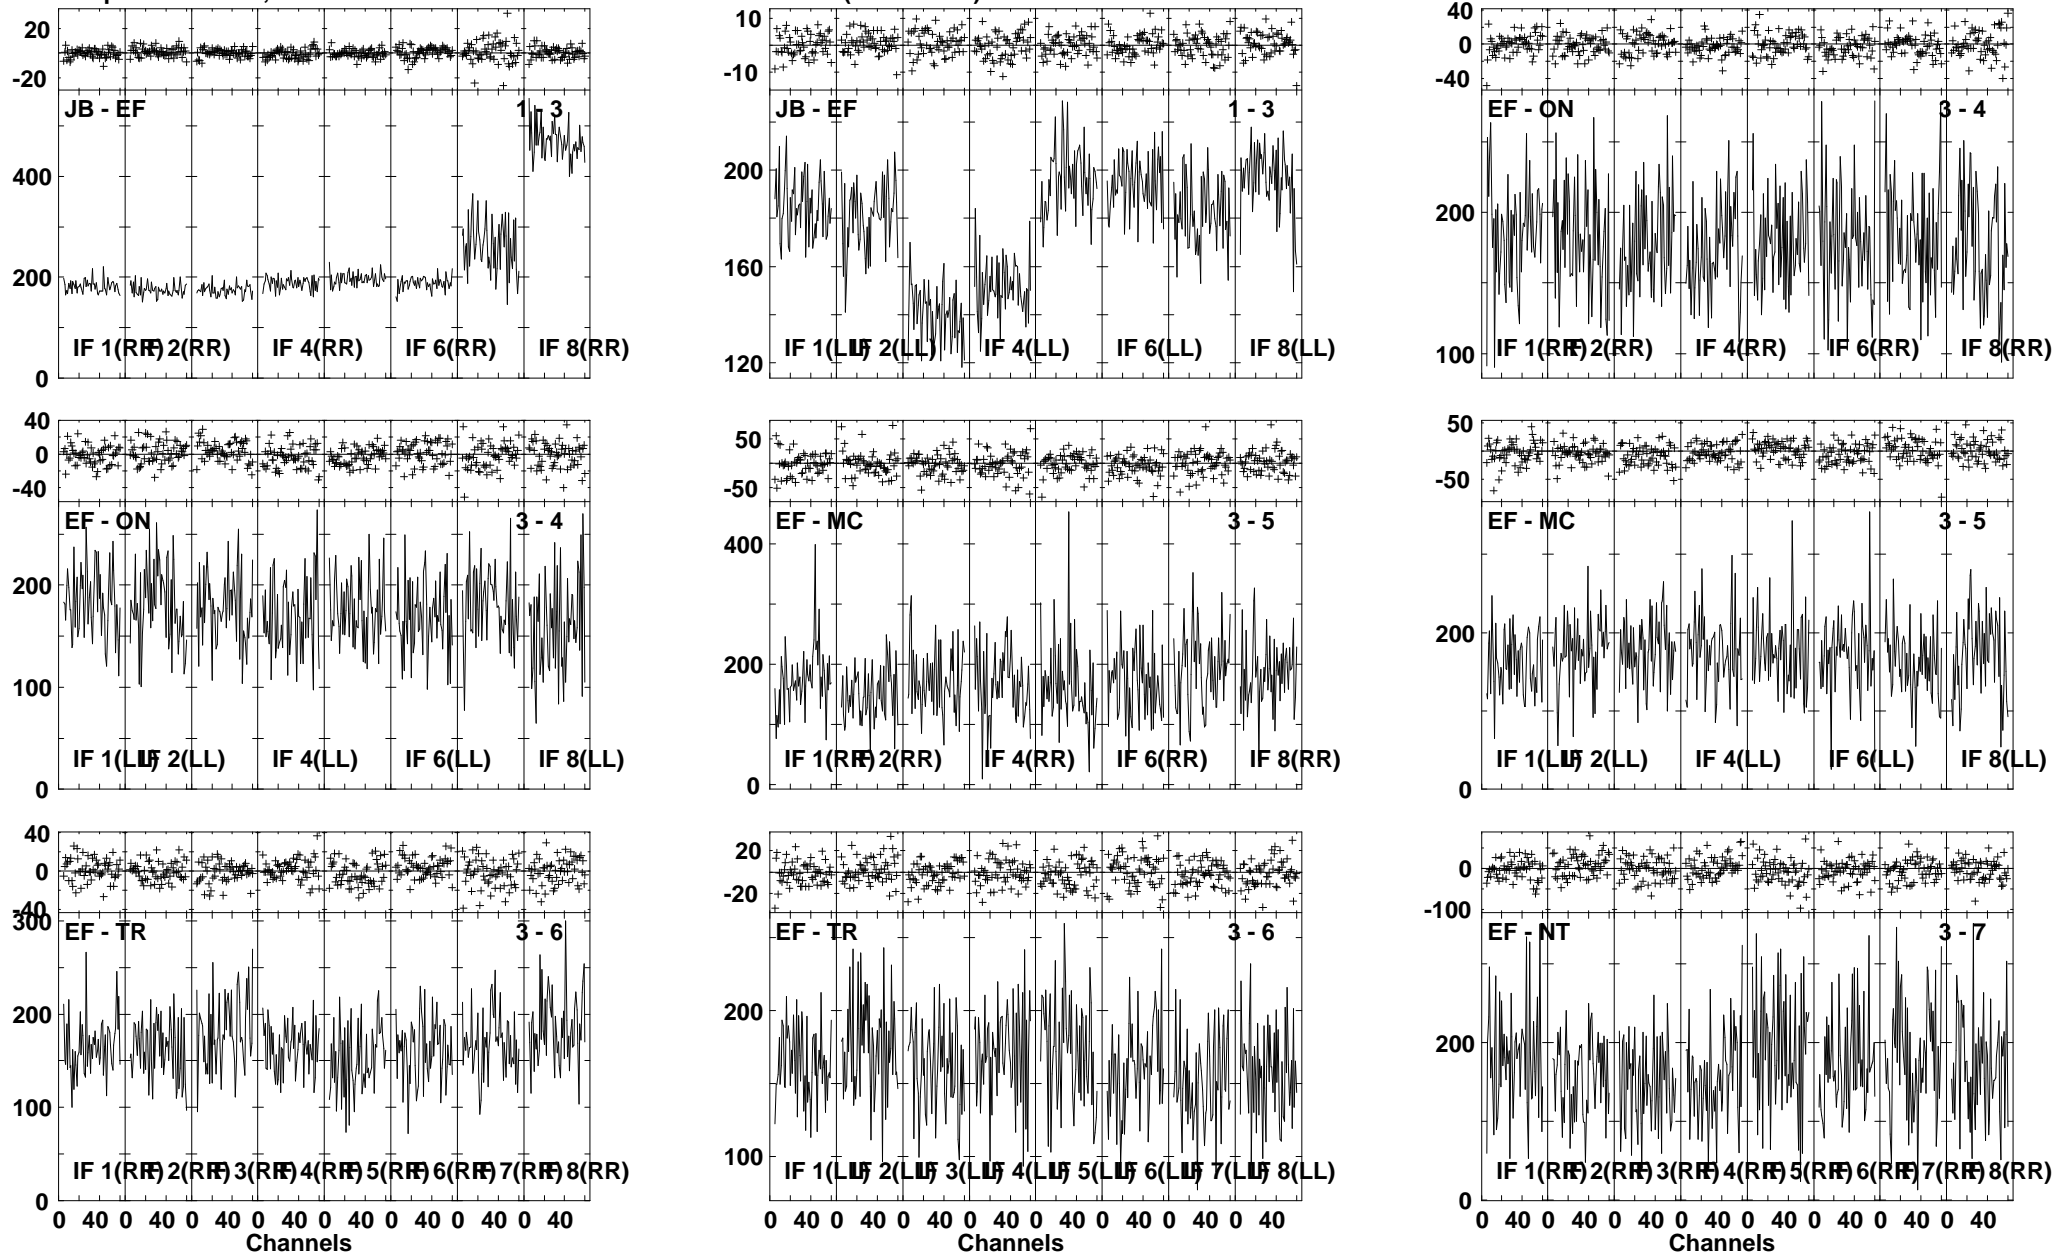 20
-20
JB - EF
1 - 3
400
200
0
IF 1(RR)
IF 2(RR)
IF 4(RR)
IF 6(RR)
IF 8(RR)
10
-10
JB - EF
1 - 3
200
160
120
IF 1(LL)
IF 2(LL)
IF 4(LL)
IF 6(LL)
IF 8(LL)
40
0
-40
EF - ON
3 - 4
200
100
IF 1(RR)
IF 2(RR)
IF 4(RR)
IF 6(RR)
IF 8(RR)
40
0
-40
EF - ON
3 - 4
200
100
0
IF 1(LL)
IF 2(LL)
IF 4(LL)
IF 6(LL)
IF 8(LL)
50
-50
EF - MC
3 - 5
400
200
0
IF 1(RR)
IF 2(RR)
IF 4(RR)
IF 6(RR)
IF 8(RR)
50
-50
EF - MC
3 - 5
200
0
IF 1(LL)
IF 2(LL)
IF 4(LL)
IF 6(LL)
IF 8(LL)
40
0
-40
EF - TR
3 - 6
300
200
100
0
IF 1(RR)
IF 2(RR)
IF 3(RR)
IF 4(RR)
IF 5(RR)
IF 6(RR)
IF 7(RR)
IF 8(RR)
0 40 0 40 0 40 0 40 0 40 0 40 0 40 0 40
Channels
20
-20
EF - TR
3 - 6
200
100
IF 1(LL)
IF 2(LL)
IF 3(LL)
IF 4(LL)
IF 5(LL)
IF 6(LL)
IF 7(LL)
IF 8(LL)
0 40 0 40 0 40 0 40 0 40 0 40 0 40 0 40
Channels
0
-100
EF - NT
3 - 7
200
0
IF 1(RR)
IF 2(RR)
IF 3(RR)
IF 4(RR)
IF 5(RR)
IF 6(RR)
IF 7(RR)
IF 8(RR)
0 40 0 40 0 40 0 40 0 40 0 40 0 40 0 40
Channels